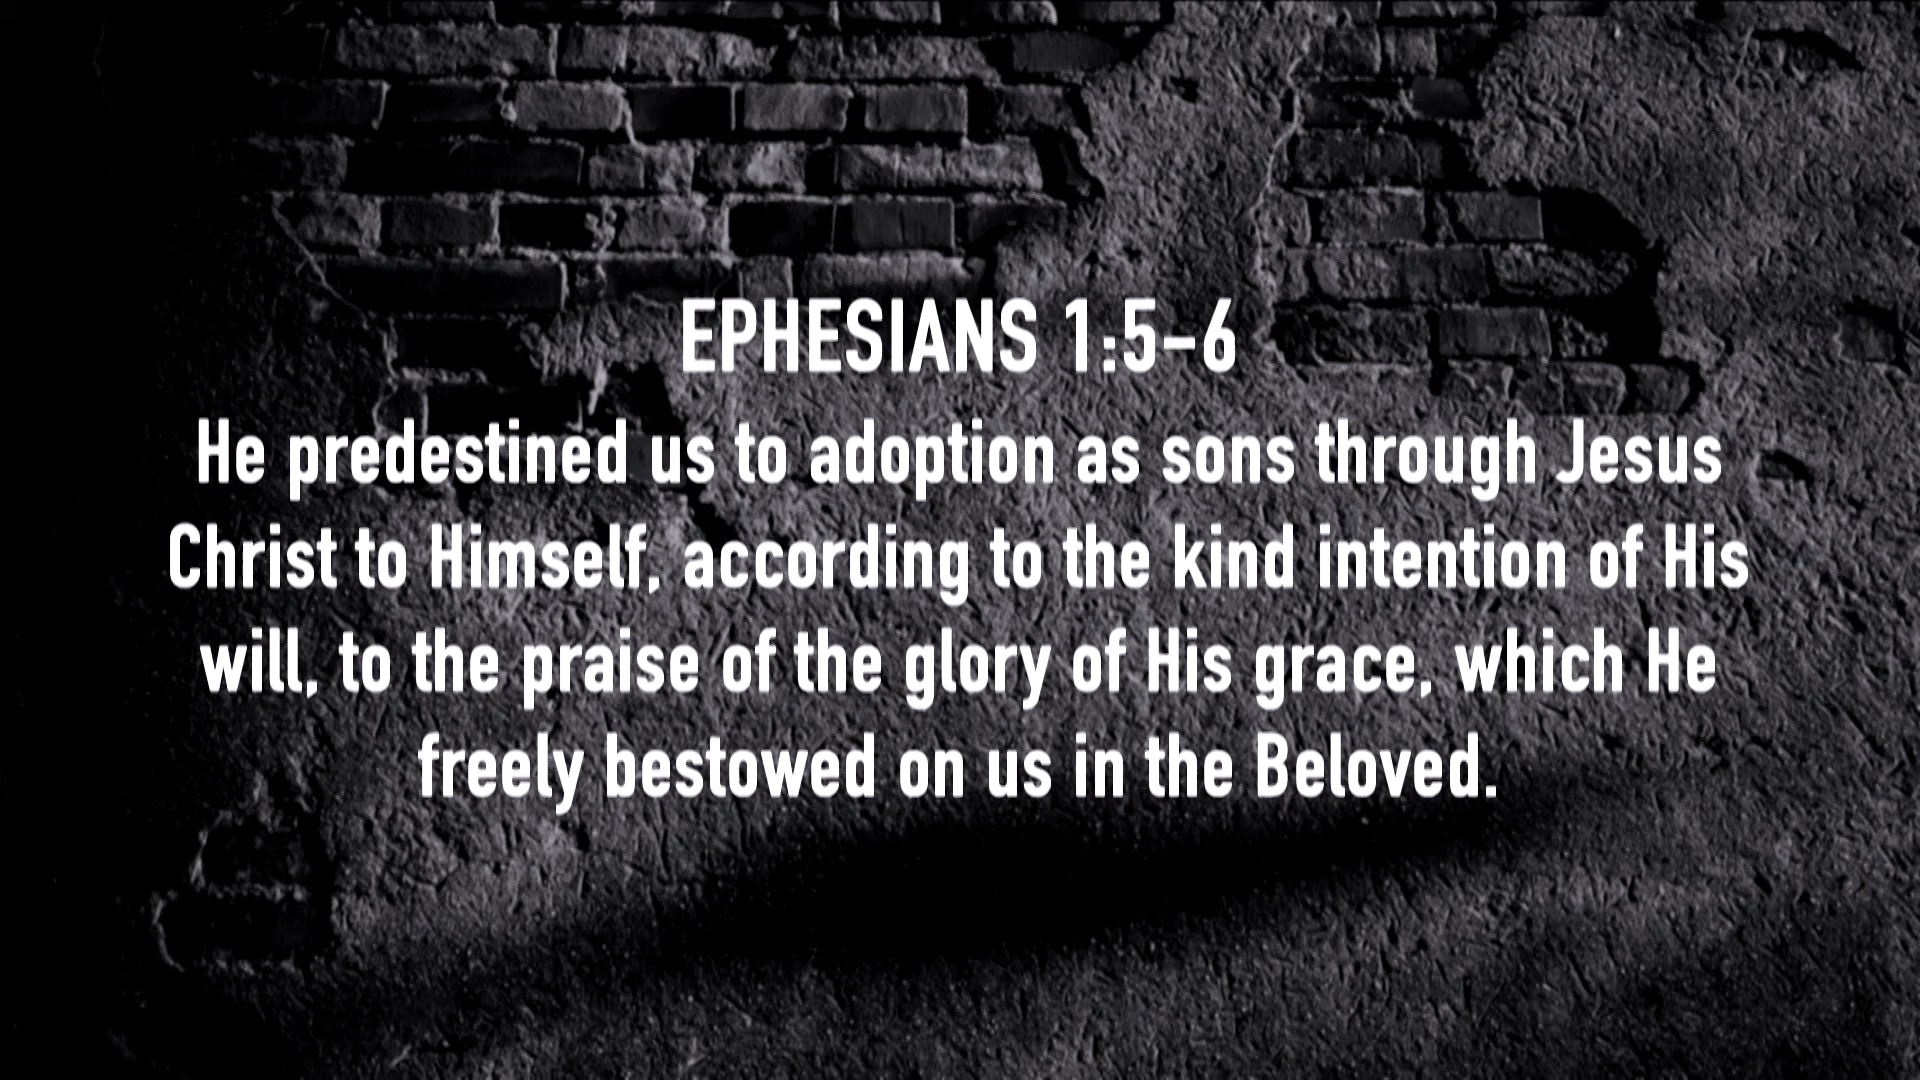 EPHESIANS 1:5–6
He predestined us to adoption as sons through Jesus
Christ to Himself, according to the kind intention of His
will, to the praise of the glory of His grace, which He
freely bestowed on us in the Beloved.